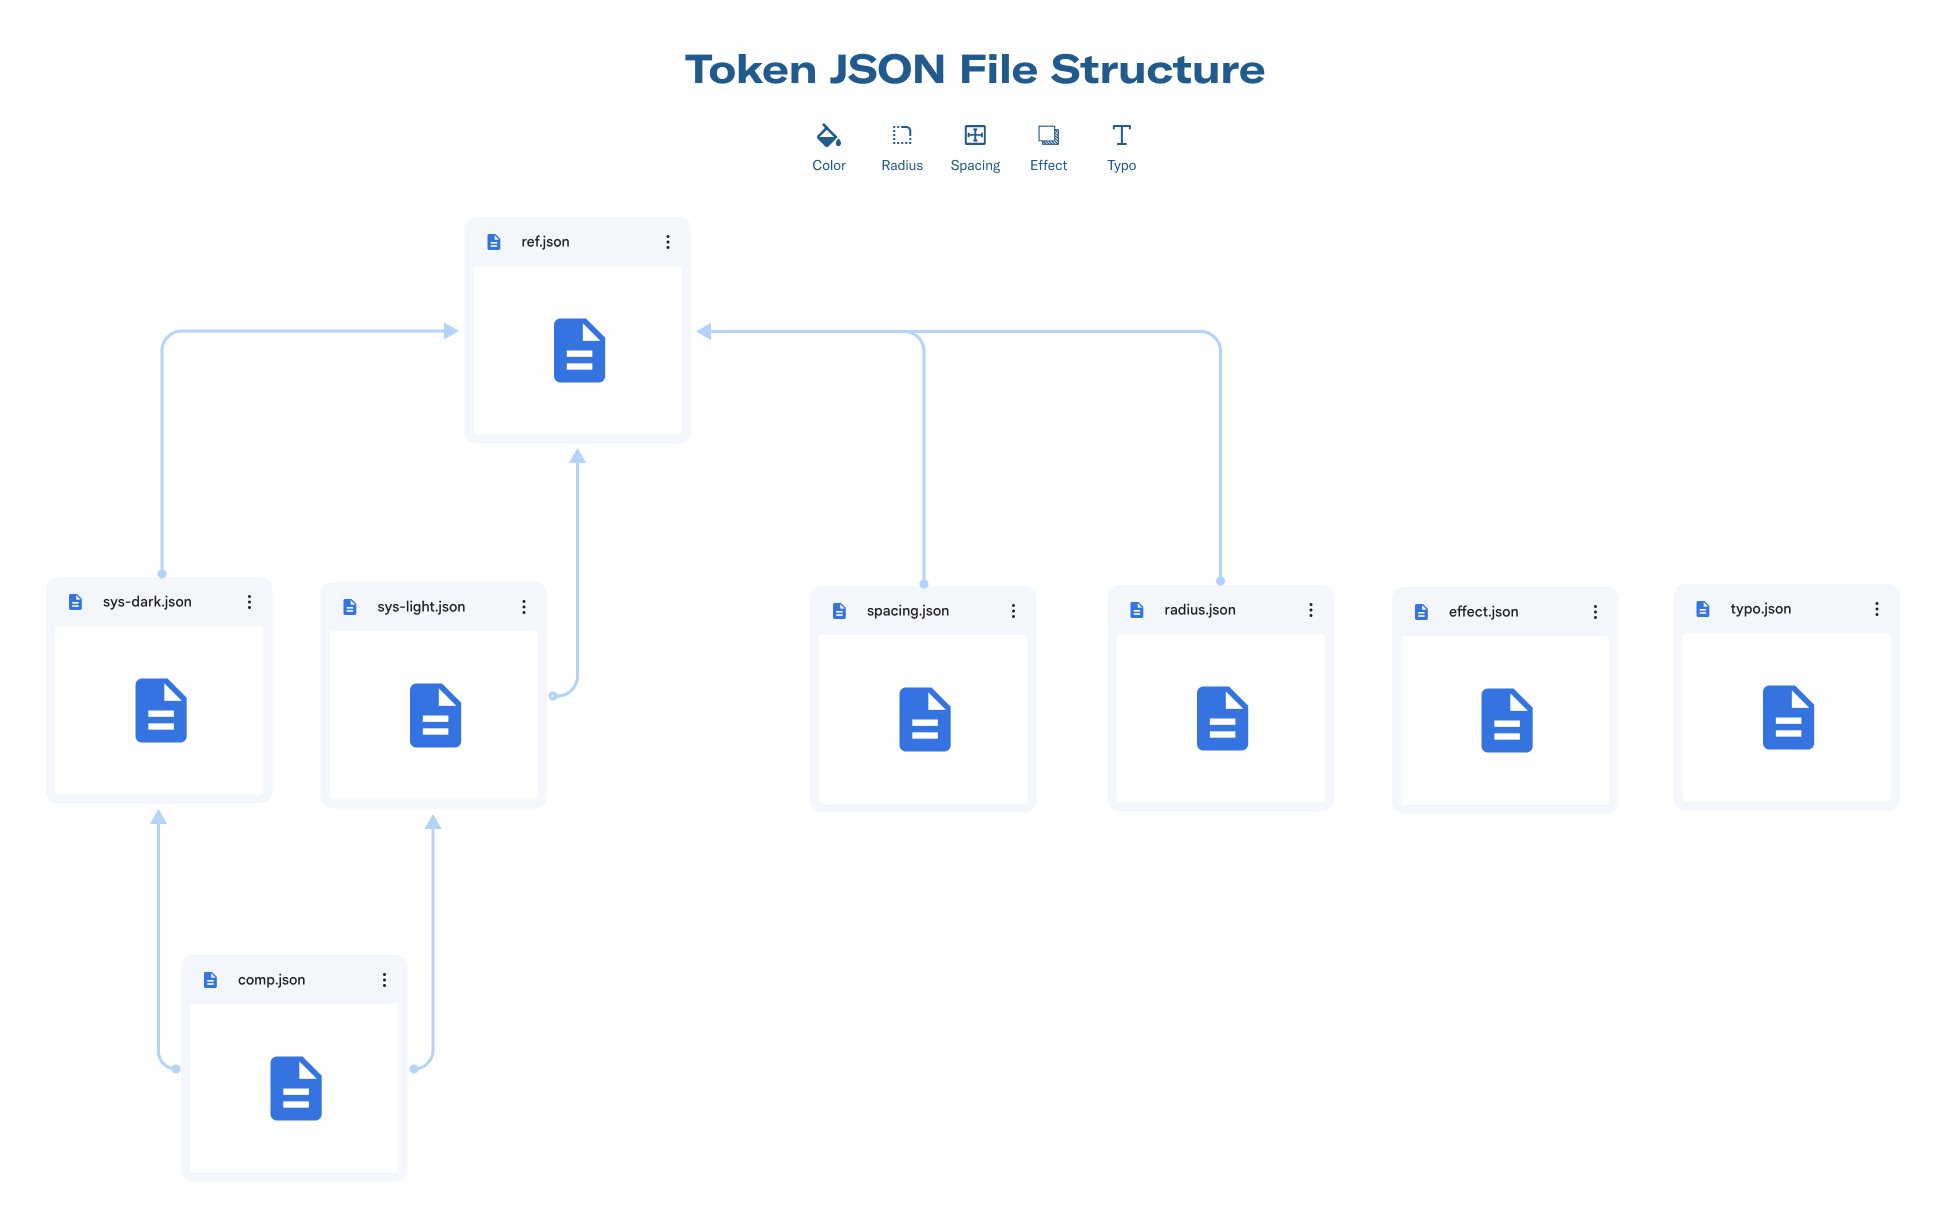 Token JSON File Structure
Color
Radius
Spacing
Effect
Typo
ref.json
sys-dark.json
sys-light.json
spacing.json
radius.json
effect.json
typo.json
comp.json